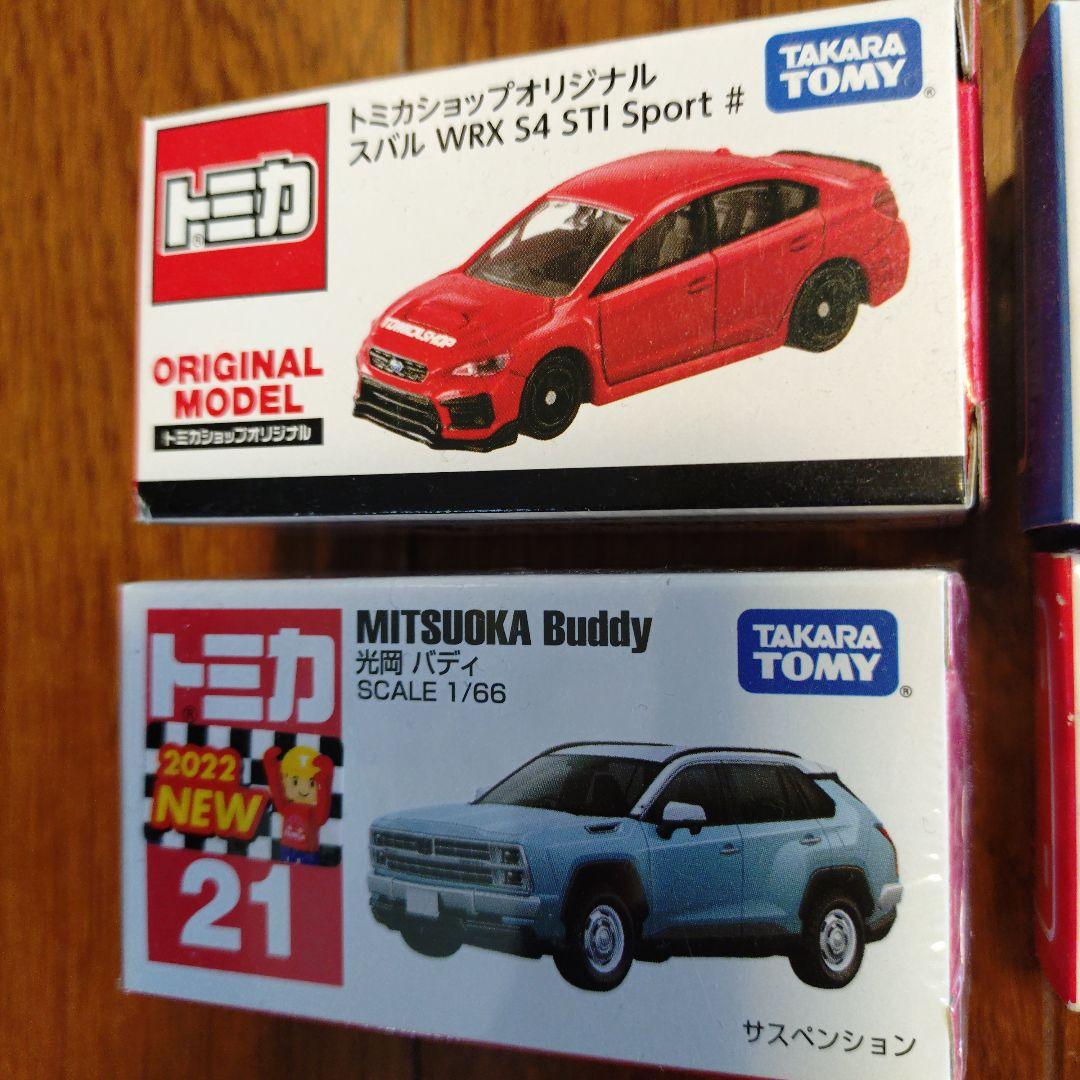 トミカショップオリジナル
スバル WRX S4 STI Sport #
TAKARA
TOMY
®
トミカ
®
TOMICA SHOP
ORIGINAL
MODEL
トミカショップオリジナル
MITSUOKA Buddy
光岡 バディ
SCALE 1/66
TAKARA
TOMY
®
トミカ
®
2022
NEW
21
サスペンション